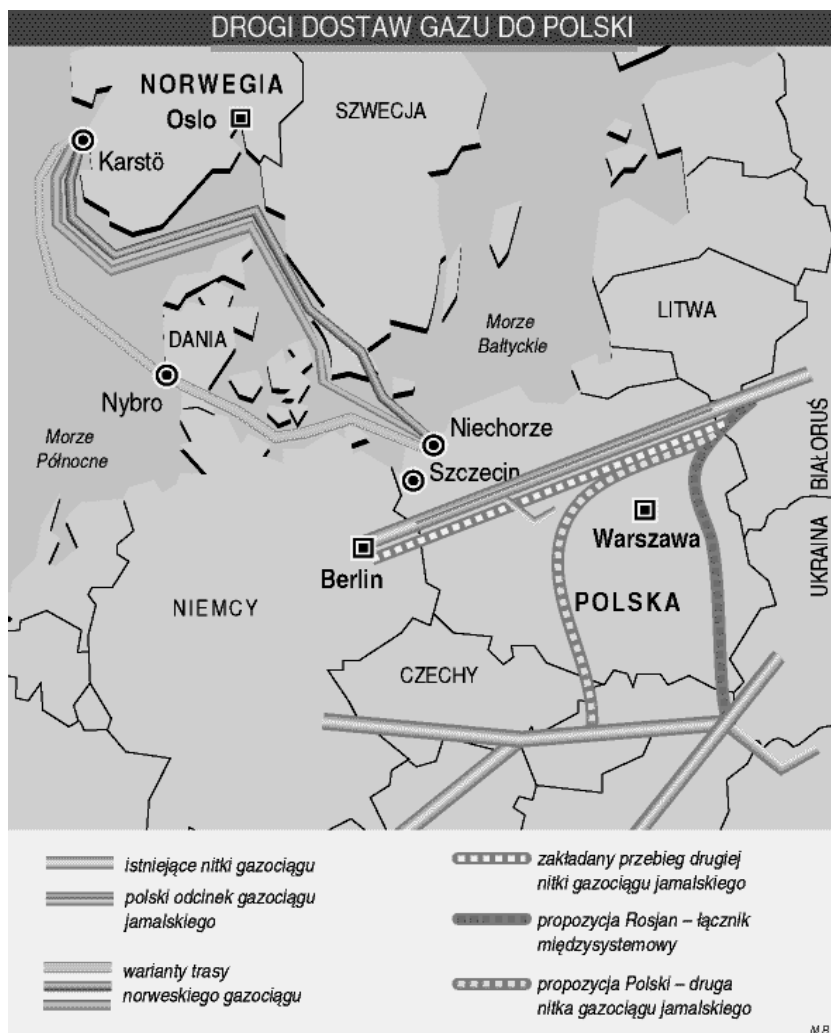 DROGI DOSTAW GAZU DO POLSKI
NORWEGIA
Oslo
SZWECJA
Karstö
LITWA
Morze
Bałtyckie
DANIA
Nybro
Niechorze
Morze
Północne
Szczecin
BIAŁORUŚ
UKRAINA
Warszawa
Berlin
POLSKA
NIEMCY
CZECHY
istniejące nitki gazociągu
polski odcinek gazociągu
jamalskiego
warianty trasy
norweskiego gazociągu
zakładany przebieg drugiej
nitki gazociągu jamalskiego
propozycja Rosjan – łącznik
międzysystemowy
propozycja Polski – druga
nitka gazociągu jamalskiego